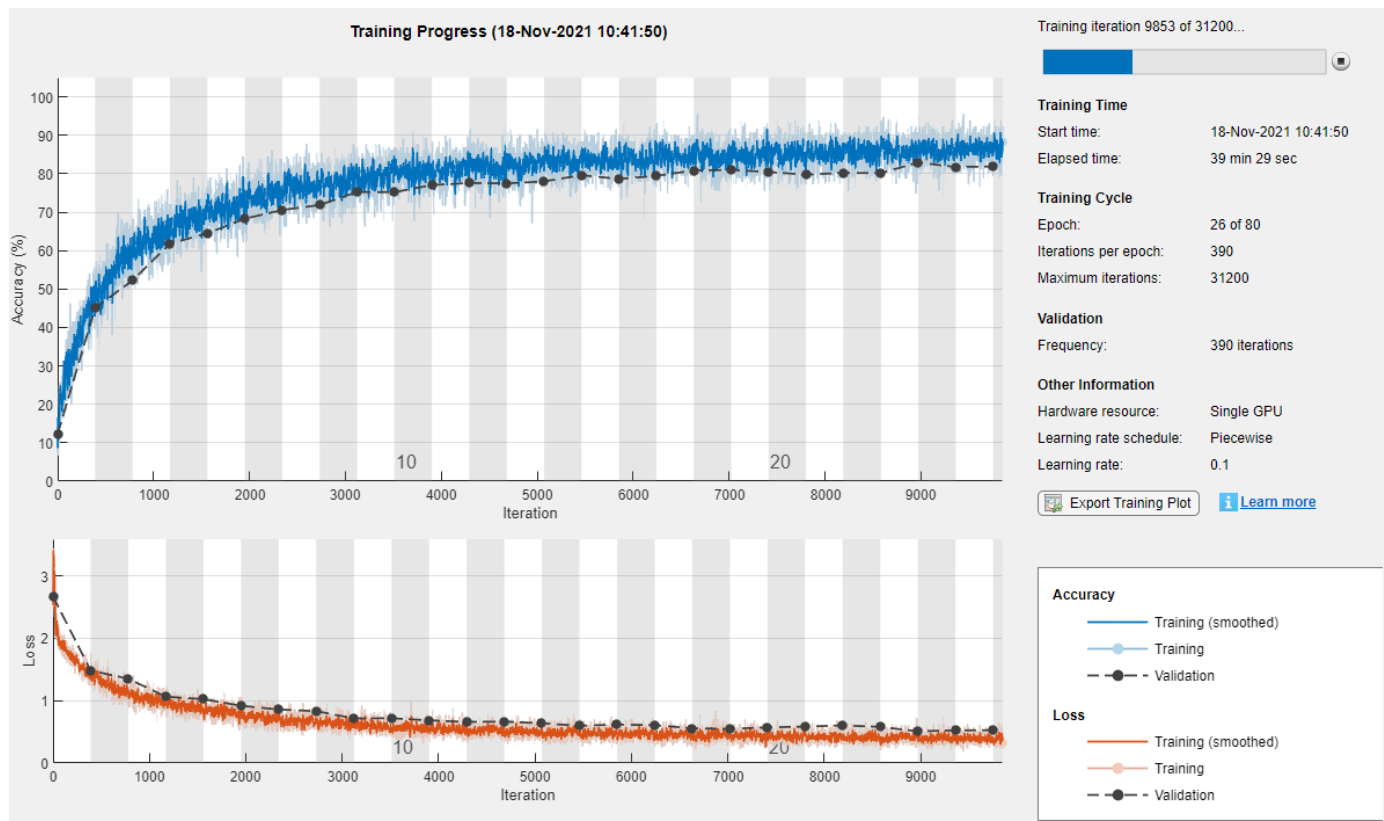 Training Progress (18-Nov-2021 10:41:50)
100
90
80
70
60
50
40
30
20
10
0
Accuracy (%)
10
20
0 1000 2000 3000 4000 5000 6000 7000 8000 9000
Iteration
3
2
1
0
Loss
10
20
0 1000 2000 3000 4000 5000 6000 7000 8000 9000
Iteration
Training iteration 9853 of 31200...
Training Time
Start time: 18-Nov-2021 10:41:50
Elapsed time: 39 min 29 sec
Training Cycle
Epoch: 26 of 80
Iterations per epoch: 390
Maximum iterations: 31200
Validation
Frequency: 390 iterations
Other Information
Hardware resource: Single GPU
Learning rate schedule: Piecewise
Learning rate: 0.1
Export Training Plot i Learn more
Accuracy
Training (smoothed)
Training
Validation
Loss
Training (smoothed)
Training
Validation